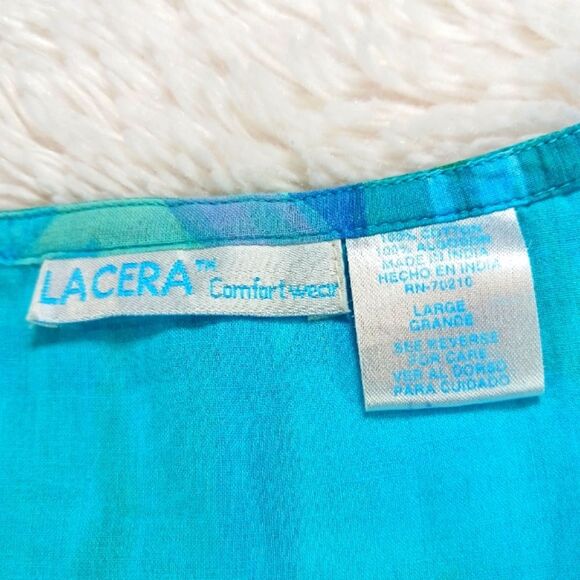 LACERA™ Comfortwear
100% COTTON
100% ALGODON
MADE IN INDIA
HECHO EN INDIA
RN-70210
LARGE
GRANDE
SEE REVERSE
FOR CARE
VER AL DORSO
PARA CUIDADO